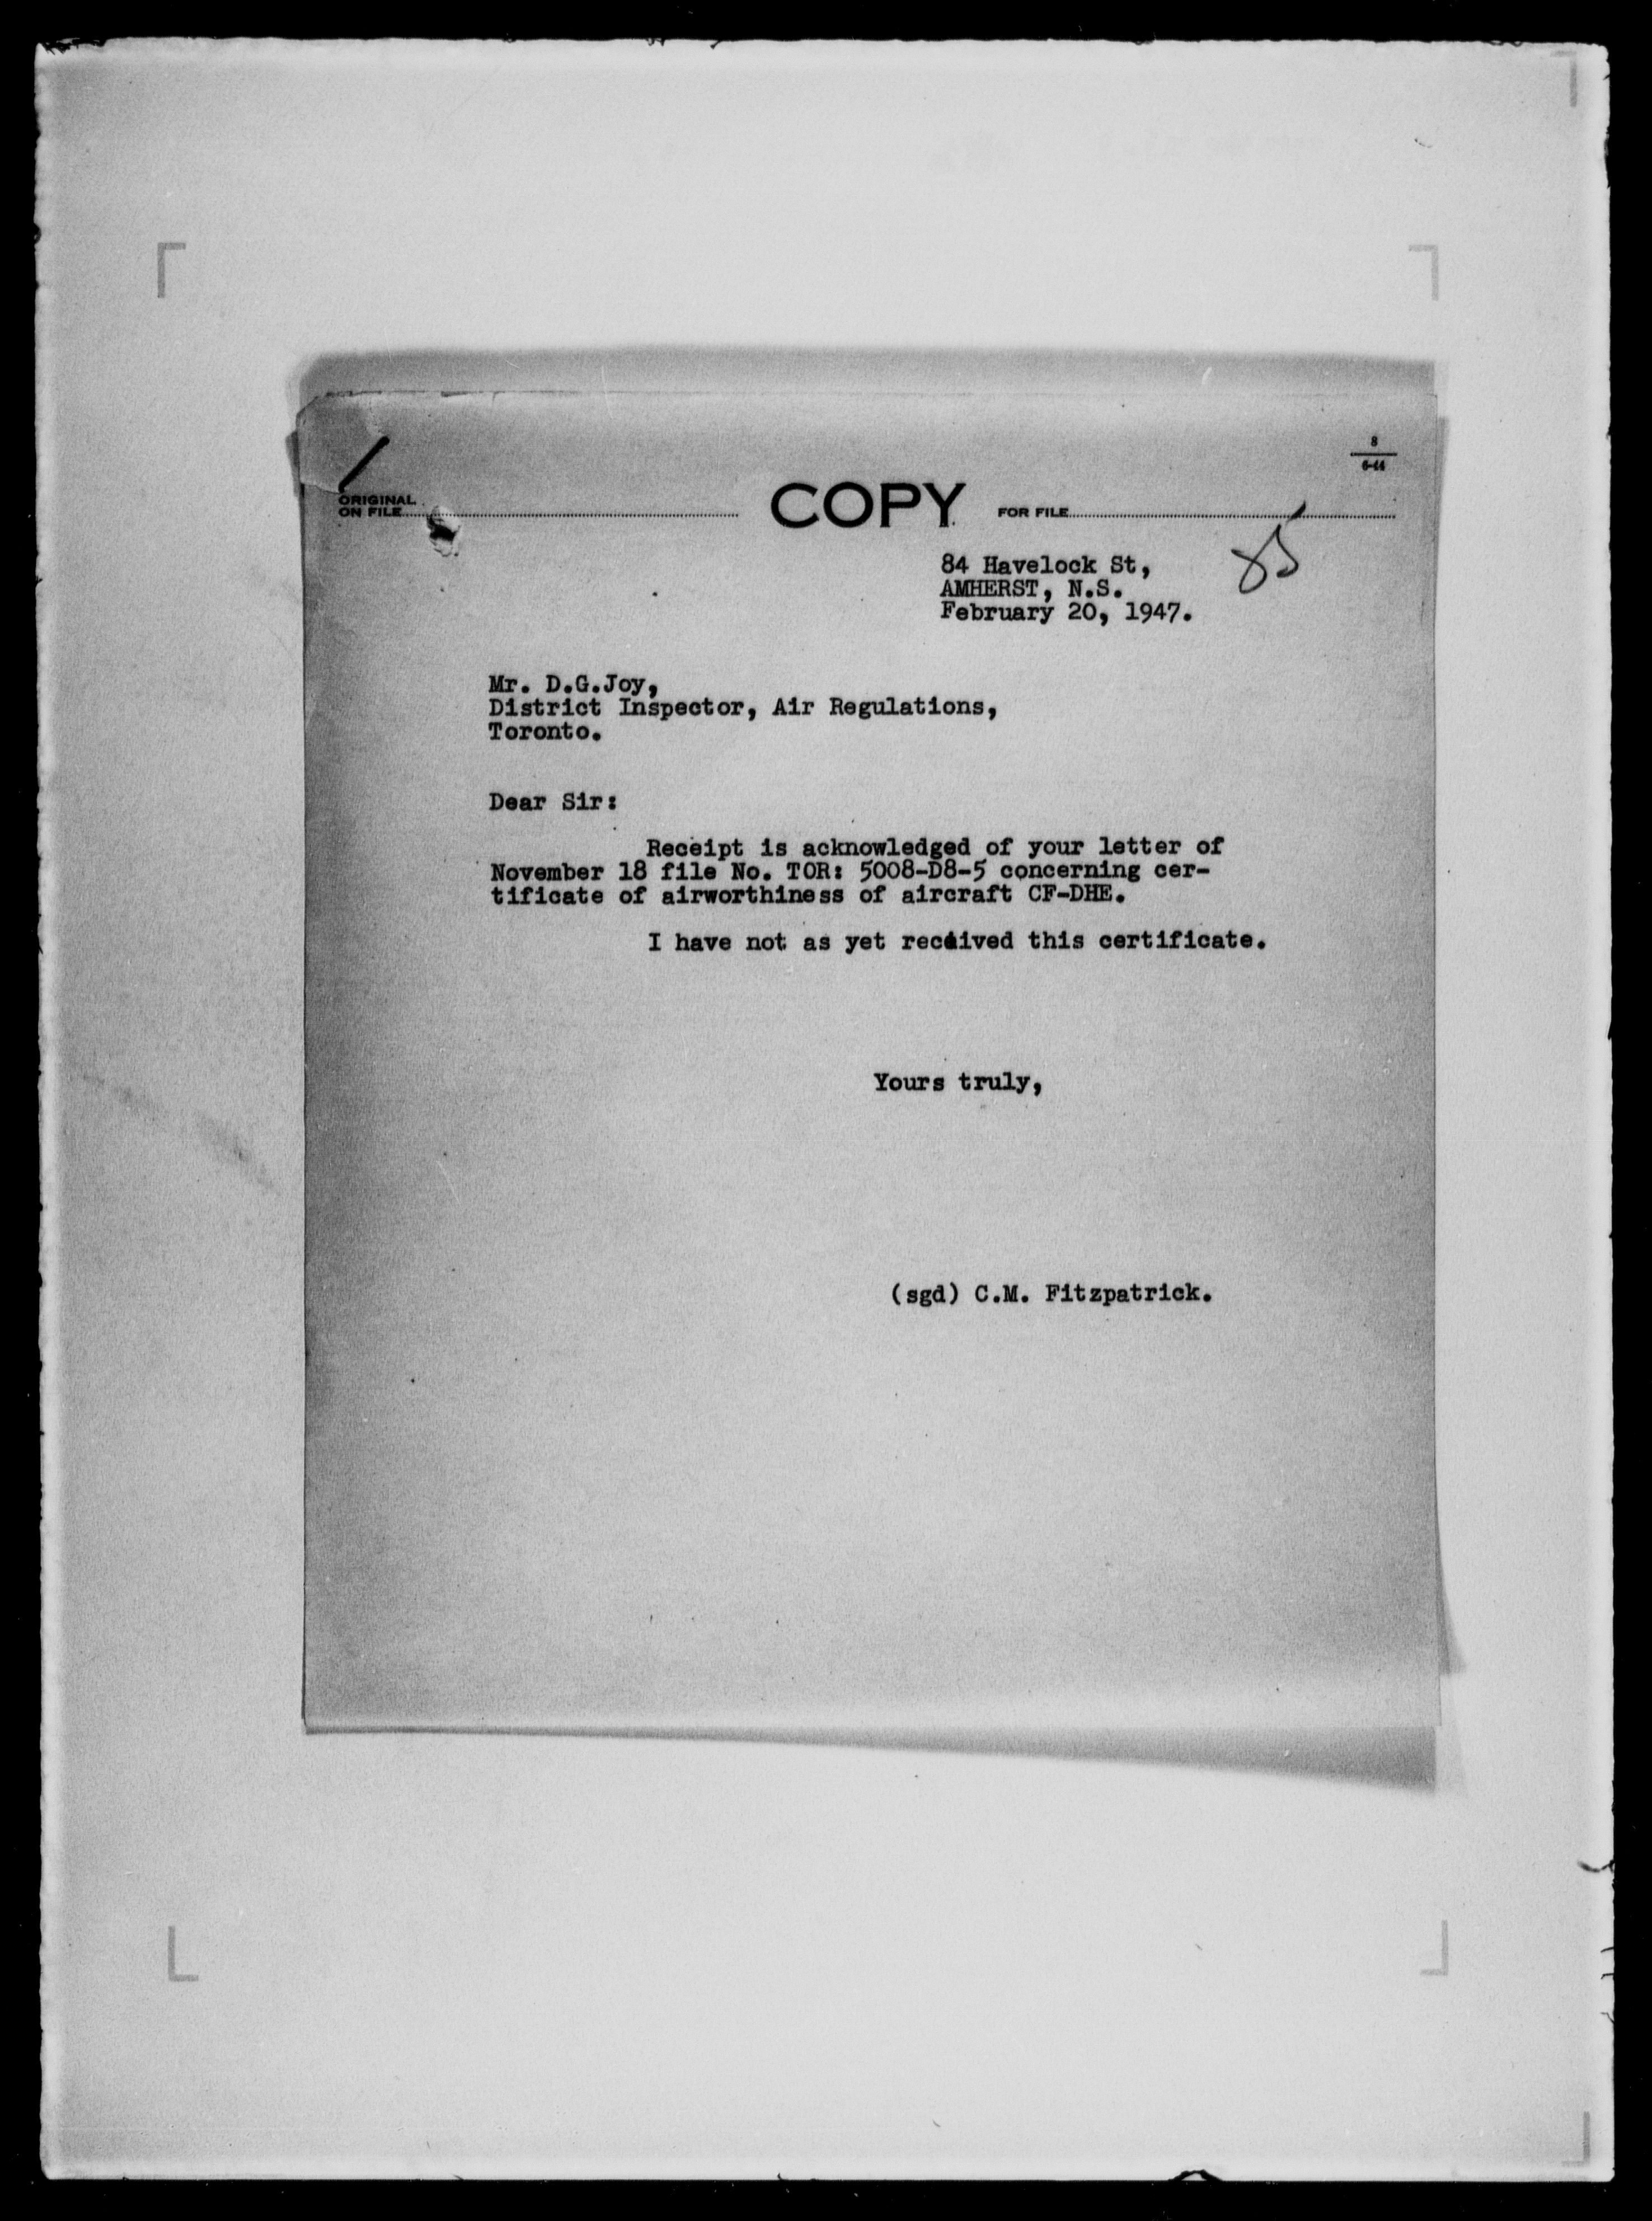 8
6-44
ORIGINAL
ON FILE
COPY
FOR FILE
85
84 Havelock St,
AMHERST, N.S.
February 20, 1947.
Mr. D.G.Joy,
District Inspector, Air Regulations,
Toronto.
Dear Sir:
Receipt is acknowledged of your letter of
November 18 file No. TOR: 5008-D8-5 concerning cer-
tificate of airworthiness of aircraft CF-DHE.
I have not as yet received this certificate.
Yours truly,
(sgd) C.M. Fitzpatrick.